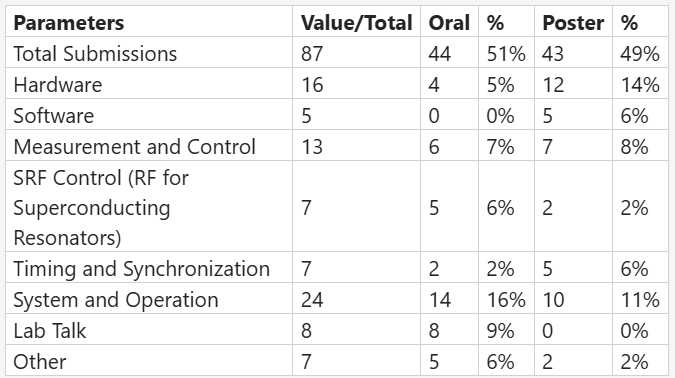 Parameters Value/Total Oral % Poster %
Total Submissions 87 44 51% 43 49%
Hardware 16 4 5% 12 14%
Software 5 0 0% 5 6%
Measurement and Control 13 6 7% 7 8%
SRF Control (RF for
Superconducting
Resonators) 7 5 6% 2 2%
Timing and Synchronization 7 2 2% 5 6%
System and Operation 24 14 16% 10 11%
Lab Talk 8 8 9% 0 0%
Other 7 5 6% 2 2%